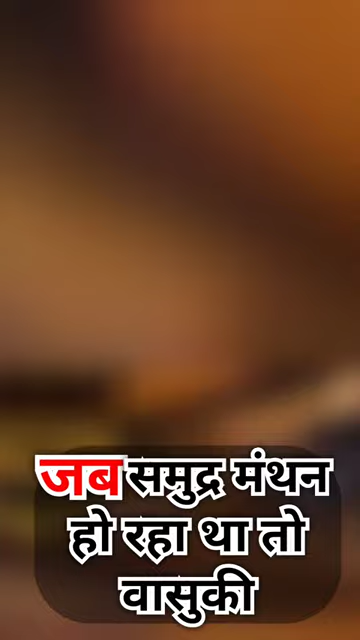 जब समुद्र मंथन
हो रहा था तो
वासुकी